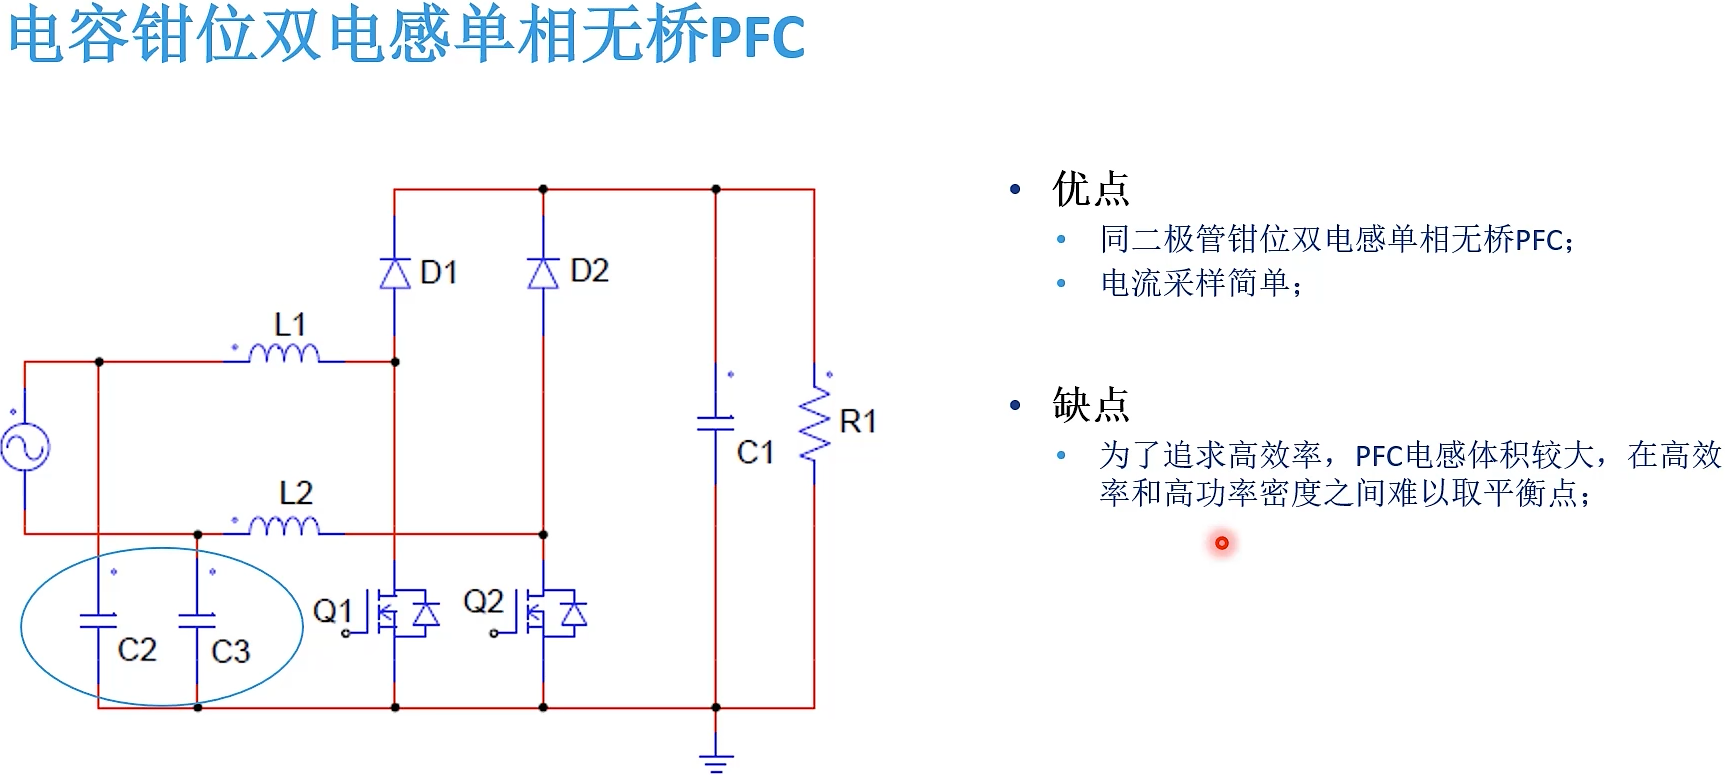 电容钳位双电感单相无桥PFC
• 优点
• 同二极管钳位双电感单相无桥PFC；
• 电流采样简单；
• 缺点
• 为了追求高效率，PFC电感体积较大，在高效
率和高功率密度之间难以取平衡点；
D1
D2
L1
R1
C1
L2
Q1
Q2
C2
C3